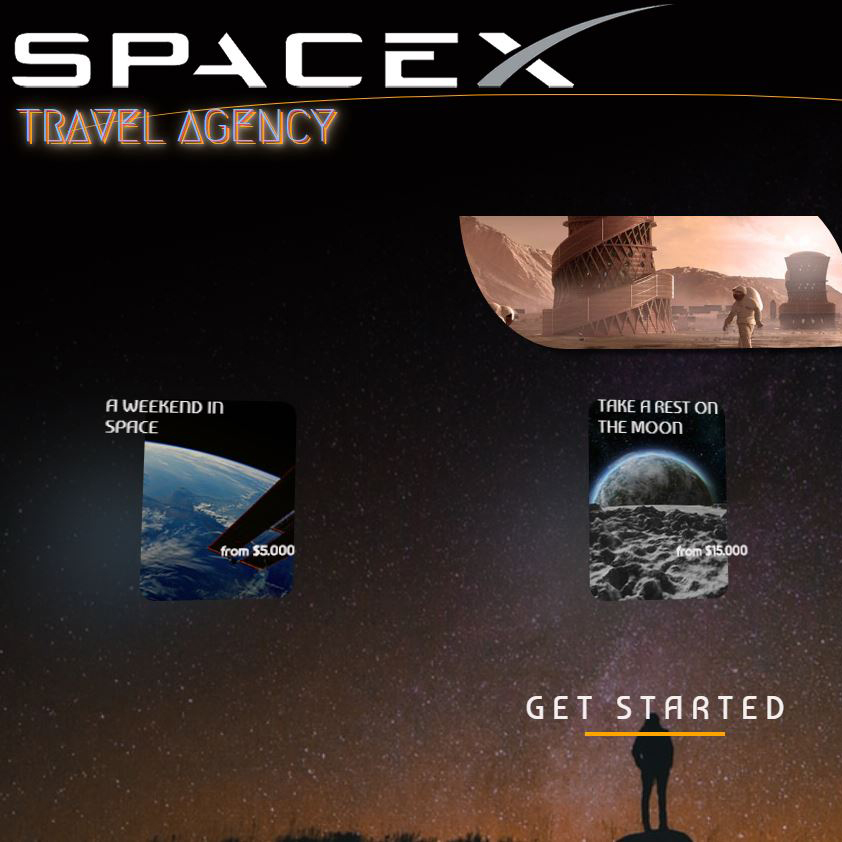 SPACEX
TRAVEL AGENCY
A WEEKEND IN
SPACE
from $5.000
TAKE A REST ON
THE MOON
from $15.000
GET STARTED